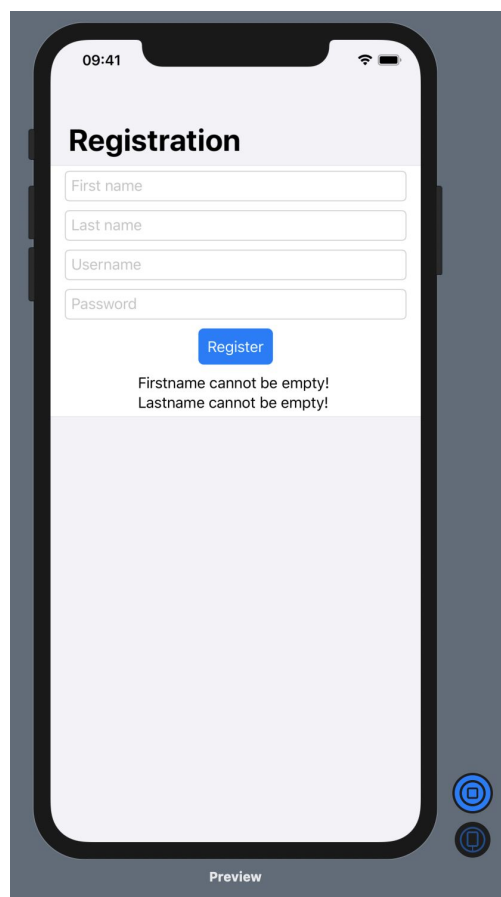 09:41
Registration
First name
Last name
Username
Password
Register
Firstname cannot be empty!
Lastname cannot be empty!
Preview